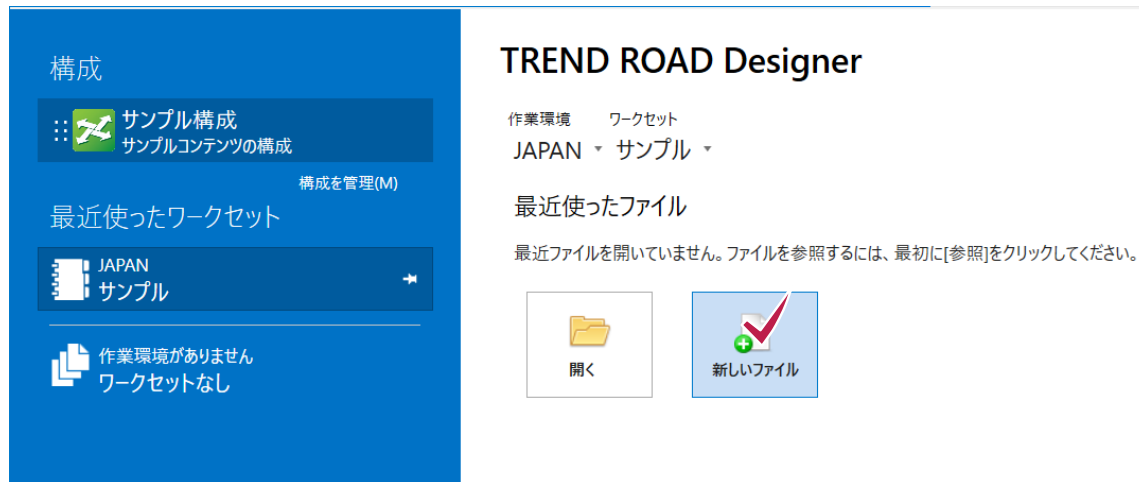 構成
サンプル構成
サンプルコンテンツの構成
構成を管理(M)
最近使ったワークセット
JAPAN
サンプル
作業環境がありません
ワークセットなし
TREND ROAD Designer
作業環境 ワークセット
JAPAN サンプル
最近使ったファイル
最近ファイルを開いていません。ファイルを参照するには、最初に[参照]をクリックしてください。
開く 新しいファイル